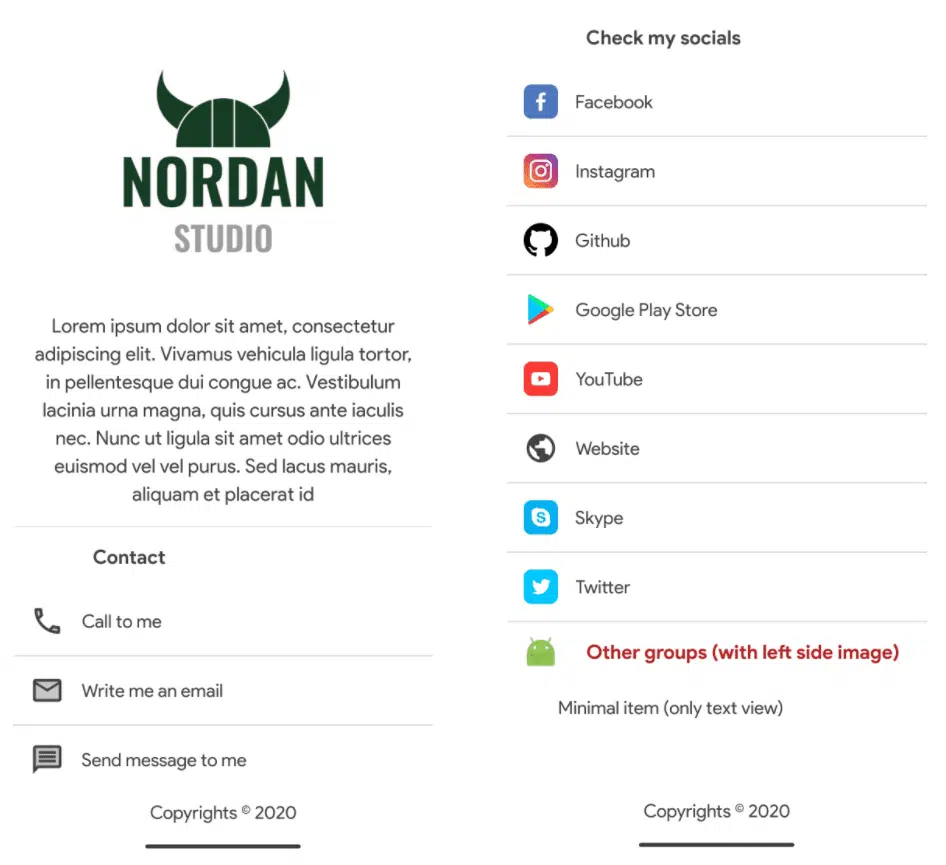 NORDAN
STUDIO
Lorem ipsum dolor sit amet, consectetur
adipiscing elit. Vivamus vehicula ligula tortor,
in pellentesque dui congue ac. Vestibulum
lacinia urna magna, quis cursus ante iaculis
nec. Nunc ut ligula sit amet odio ultrices
euismod vel vel purus. Sed lacus mauris,
aliquam et placerat id
Contact
Call to me
Write me an email
Send message to me
Copyrights © 2020
Check my socials
Facebook
Instagram
Github
Google Play Store
YouTube
Website
Skype
Twitter
Other groups (with left side image)
Minimal item (only text view)
Copyrights © 2020